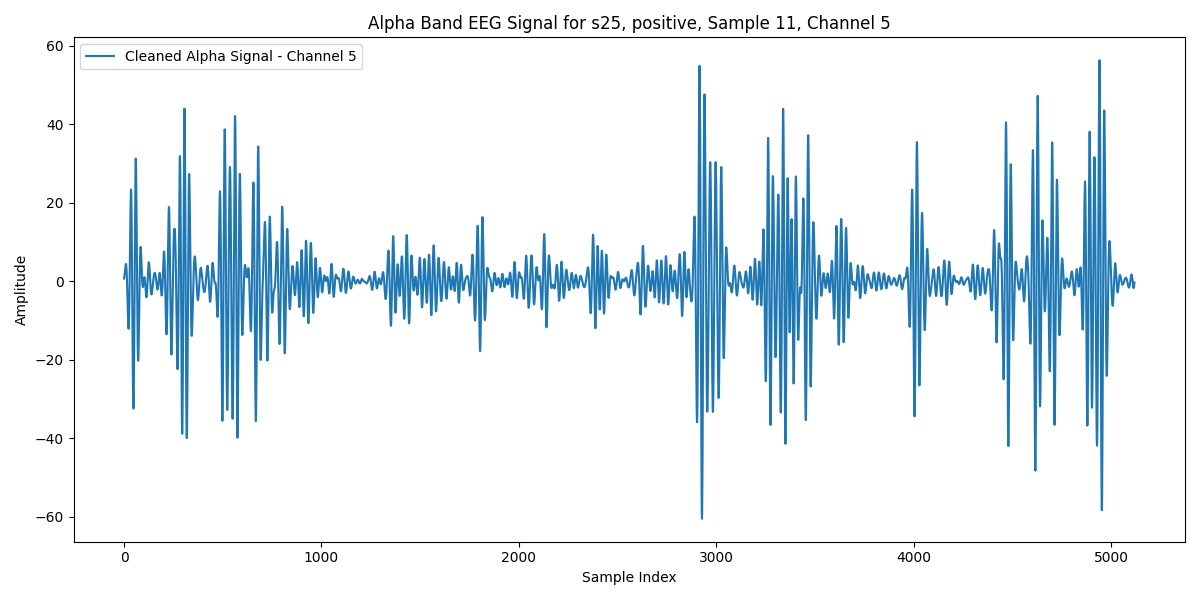 Alpha Band EEG Signal for s25, positive, Sample 11, Channel 5
Cleaned Alpha Signal - Channel 5
60
40
20
0
−20
−40
−60
Amplitude
0 1000 2000 3000 4000 5000
Sample Index